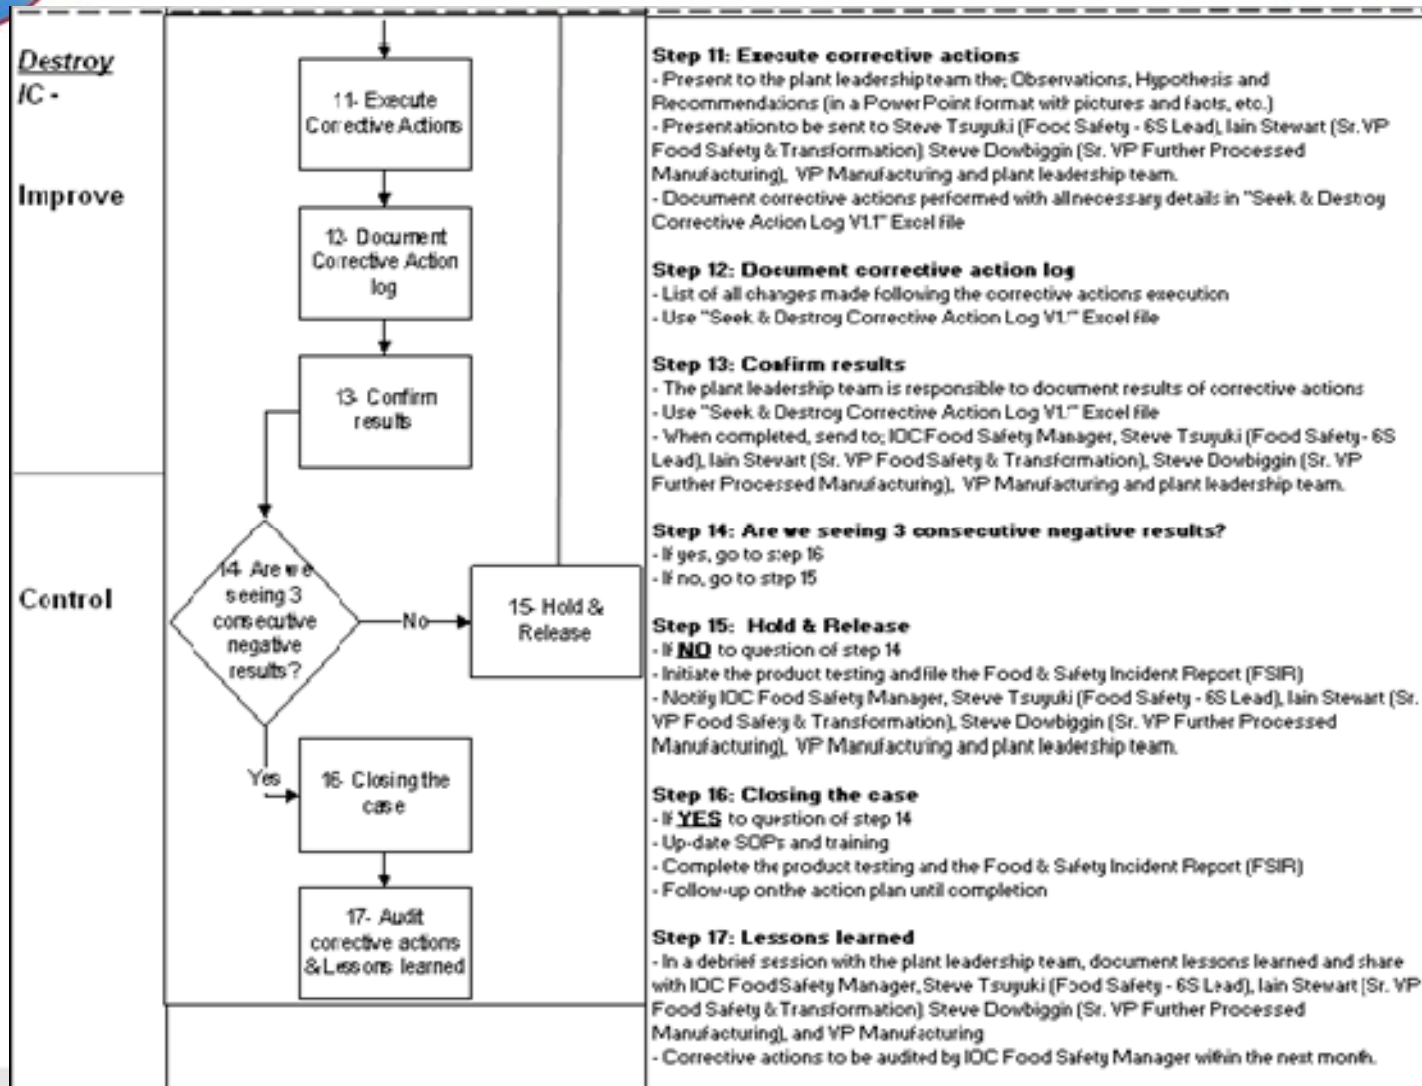 Destroy
IC -
Improve
Control
11- Execute
Corrective Actions
12- Document
Corrective Action
log
13- Confirm
results
14- Are we
seeing 3
consecutive
negative
results?
No
15- Hold &
Release
Yes
16- Closing the
case
17- Audit
corrective actions
& Lessons learned
Step 11: Execute corrective actions
- Present to the plant leadership team the; Observations, Hypothesis and
Recommendations (in a PowerPoint format with pictures and facts, etc.)
- Presentation to be sent to Steve Tsuyuki (Food Safety - 6S Lead), Iain Stewart (Sr. VP
Food Safety & Transformation) Steve Dowbiggin (Sr. VP Further Processed
Manufacturing), VP Manufacturing and plant leadership team.
- Document corrective actions performed with all necessary details in "Seek & Destroy
Corrective Action Log V1.1" Excel file
Step 12: Document corrective action log
- List of all changes made following the corrective actions execution
- Use "Seek & Destroy Corrective Action Log V1.1" Excel file
Step 13: Confirm results
- The plant leadership team is responsible to document results of corrective actions
- Use "Seek & Destroy Corrective Action Log V1.1" Excel file
- When completed, send to; IOC Food Safety Manager, Steve Tsuyuki (Food Safety - 6S
Lead), Iain Stewart (Sr. VP Food Safety & Transformation), Steve Dowbiggin (Sr. VP
Further Processed Manufacturing), VP Manufacturing and plant leadership team.
Step 14: Are we seeing 3 consecutive negative results?
- If yes, go to step 16
- If no, go to step 15
Step 15: Hold & Release
- If NO to question of step 14
- Initiate the product testing and file the Food & Safety Incident Report (FSIR)
- Notify IOC Food Safety Manager, Steve Tsuyuki (Food Safety - 6S Lead), Iain Stewart (Sr.
VP Food Safety & Transformation), Steve Dowbiggin (Sr. VP Further Processed
Manufacturing), VP Manufacturing and plant leadership team.
Step 16: Closing the case
- If YES to question of step 14
- Up-date SOPs and training
- Complete the product testing and the Food & Safety Incident Report (FSIR)
- Follow-up on the action plan until completion
Step 17: Lessons learned
- In a debrief session with the plant leadership team, document lessons learned and share
with IOC Food Safety Manager, Steve Tsuyuki (Food Safety - 6S Lead), Iain Stewart (Sr. VP
Food Safety & Transformation) Steve Dowbiggin (Sr. VP Further Processed
Manufacturing), and VP Manufacturing
- Corrective actions to be audited by IOC Food Safety Manager within the next month.